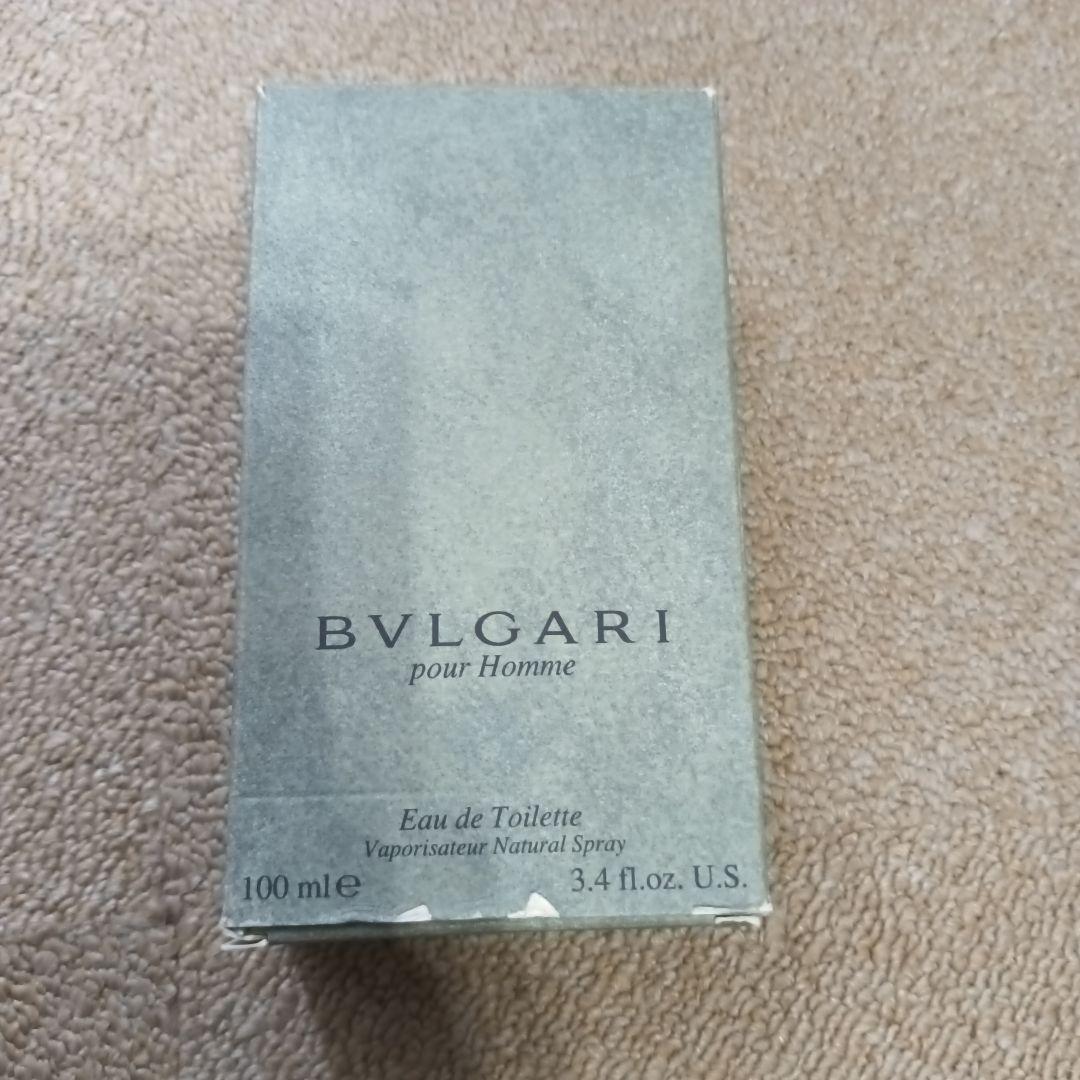 BVLGARI
pour Homme
Eau de Toilette
Vaporisateur Natural Spray
100 ml ℮ 3.4 fl.oz. U.S.